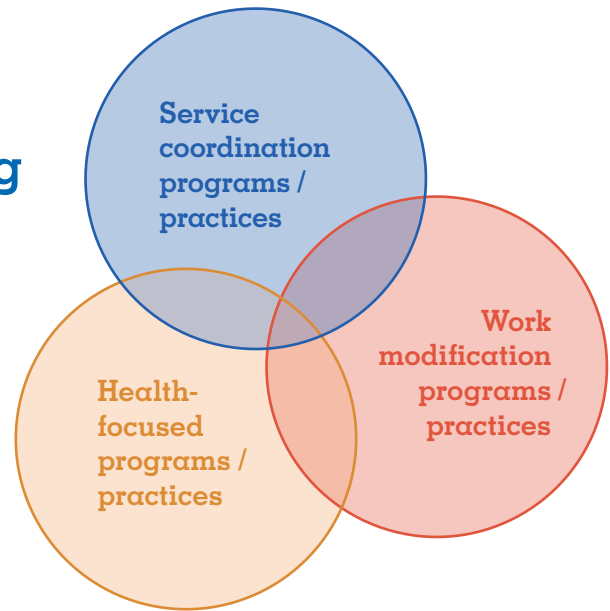 g
Service
coordination
programs /
practices
Work
modification
programs /
practices
Health-
focused
programs /
practices